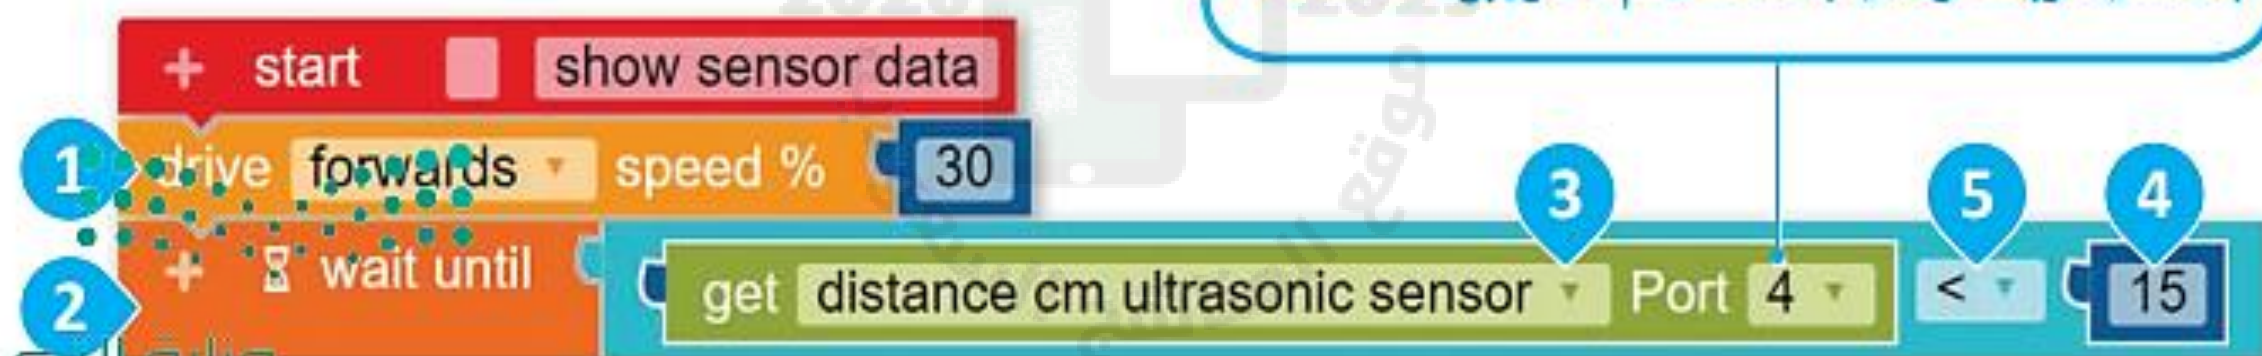 + start show sensor data
1 drive forwards speed % 30
3 5 4
2 + wait until get distance cm ultrasonic sensor Port 4 < 15